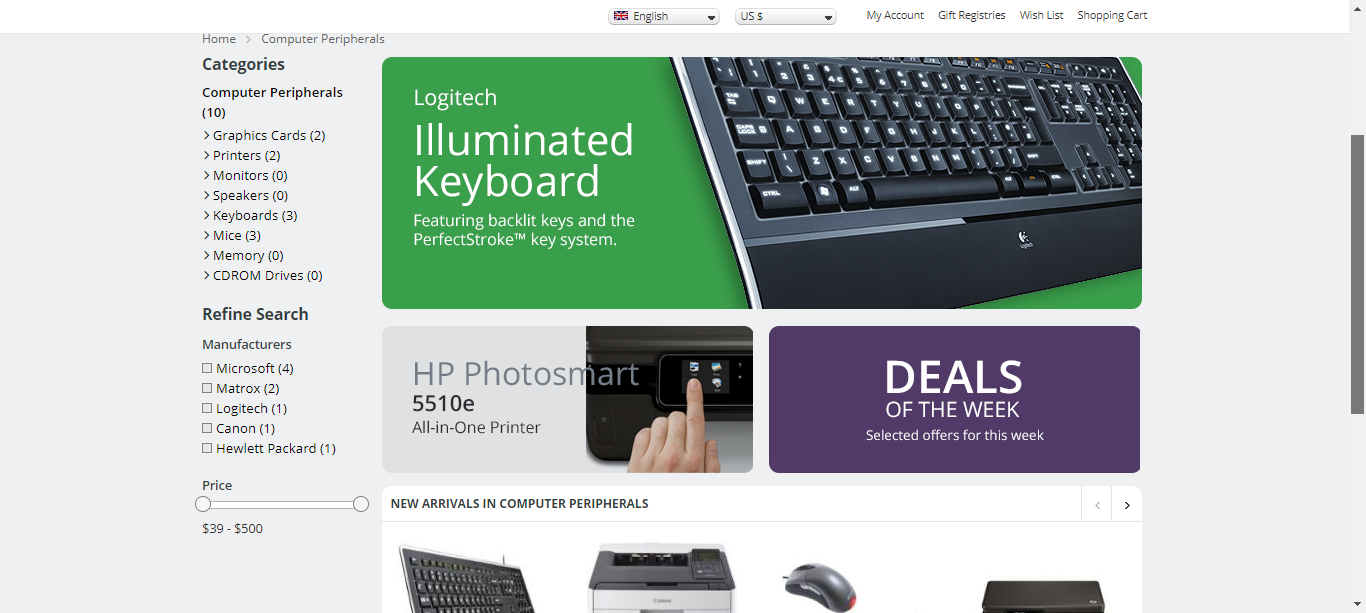 English
US $
My Account
Gift Registries
Wish List
Shopping Cart
Home
Computer Peripherals
Categories
Computer Peripherals
(10)
Graphics Cards (2)
Printers (2)
Monitors (0)
Speakers (0)
Keyboards (3)
Mice (3)
Memory (0)
CDROM Drives (0)
Refine Search
Manufacturers
Microsoft (4)
Matrox (2)
Logitech (1)
Canon (1)
Hewlett Packard (1)
Price
$39 - $500
Logitech
Illuminated
Keyboard
Featuring backlit keys and the
PerfectStroke™ key system.
Logitech
HP Photosmart
5510e
All-in-One Printer
DEALS
OF THE WEEK
Selected offers for this week
NEW ARRIVALS IN COMPUTER PERIPHERALS